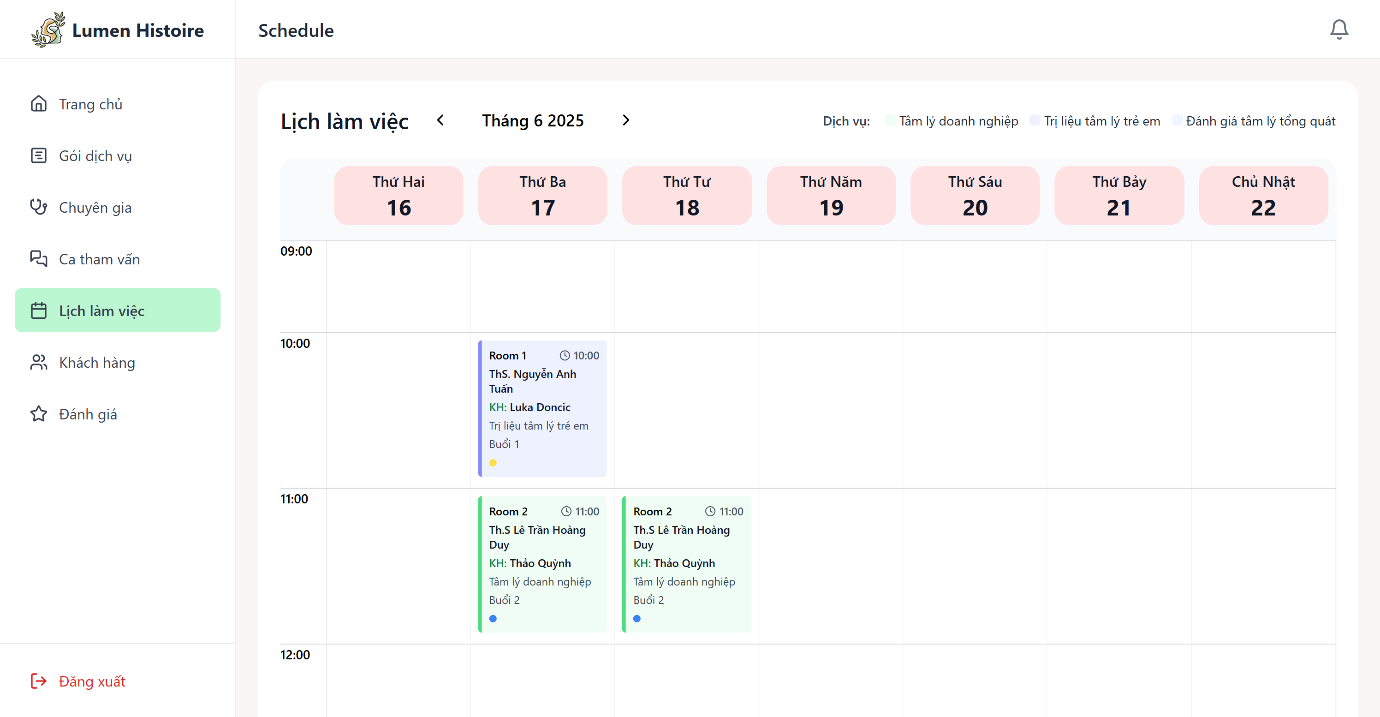 Lumen Histoire
Schedule
Trang chủ
Gói dịch vụ
Chuyên gia
Ca tham vấn
Lịch làm việc
Khách hàng
Đánh giá
Đăng xuất
Lịch làm việc
Tháng 6 2025
Dịch vụ: Tâm lý doanh nghiệp Trị liệu tâm lý trẻ em Đánh giá tâm lý tổng quát
Thứ Hai Thứ Ba Thứ Tư Thứ Năm Thứ Sáu Thứ Bảy Chủ Nhật
16 17 18 19 20 21 22
09:00
10:00
Room 1 10:00
ThS. Nguyễn Anh
Tuấn
KH: Luka Doncic
Trị liệu tâm lý trẻ em
Buổi 1
11:00
Room 2 11:00
Th.S Lê Trần Hoàng
Duy
KH: Thảo Quỳnh
Tâm lý doanh nghiệp
Buổi 2
Room 2 11:00
Th.S Lê Trần Hoàng
Duy
KH: Thảo Quỳnh
Tâm lý doanh nghiệp
Buổi 2
12:00